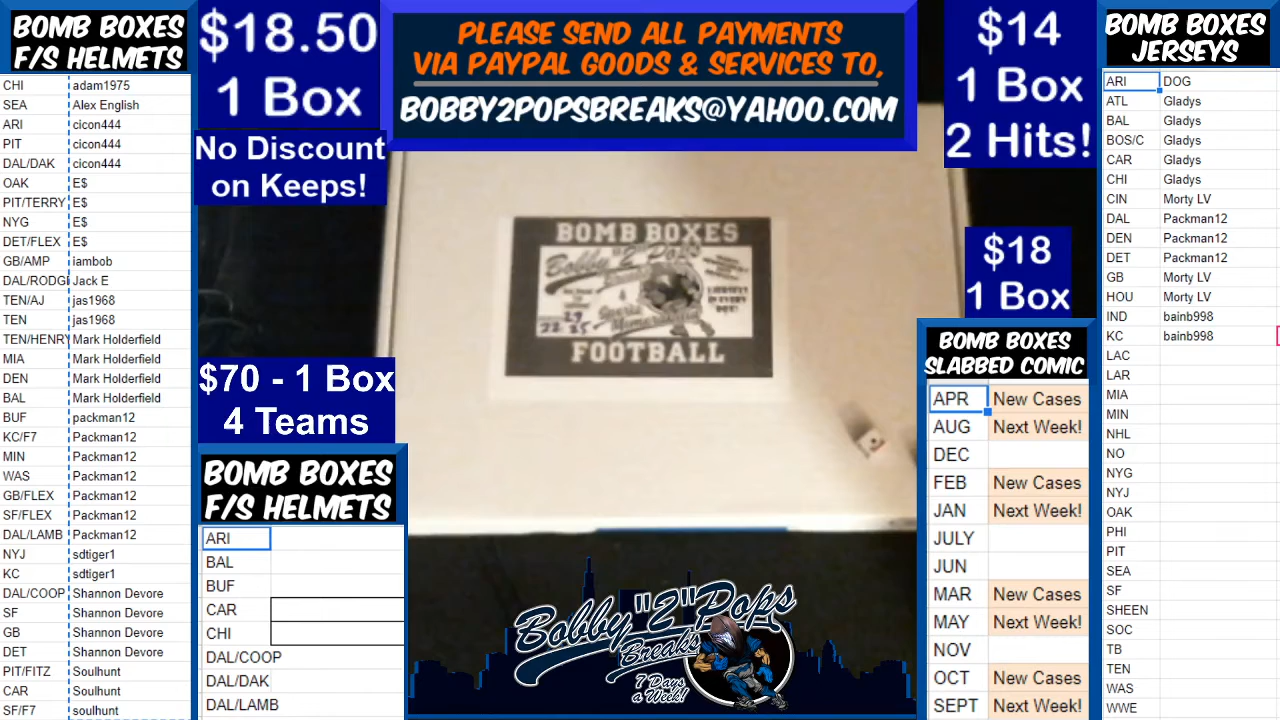 BOMB BOXES
F/S HELMETS
CHI adam1975
SEA Alex English
ARI cicon444
PIT cicon444
DAL/DAK cicon444
OAK E$
PIT/TERRY E$
NYG E$
DET/FLEX E$
GB/AMP iambob
DAL/RODG Jack E
TEN/AJ jas1968
TEN jas1968
TEN/HENRY Mark Holderfield
MIA Mark Holderfield
DEN Mark Holderfield
BAL Mark Holderfield
BUF packman12
KC/F7 Packman12
MIN Packman12
WAS Packman12
GB/FLEX Packman12
SF/FLEX Packman12
DAL/LAMB Packman12
NYJ sdtiger1
KC sdtiger1
DAL/COOP Shannon Devore
SF Shannon Devore
GB Shannon Devore
DET Shannon Devore
PIT/FITZ Soulhunt
CAR Soulhunt
SF/F7 soulhunt
$18.50
1 Box
No Discount
on Keeps!
$70 - 1 Box
4 Teams
BOMB BOXES
F/S HELMETS
ARI
BAL
BUF
CAR
CHI
DAL/COOP
DAL/DAK
DAL/LAMB
PLEASE SEND ALL PAYMENTS
VIA PAYPAL GOODS & SERVICES TO,
BOBBY2POPSBREAKS@YAHOO.COM
BOMB BOXES
Bobby "2" Pops
FOOTBALL
Bobby "2" Pops
Breaks
7 Days
a Week!
$14
1 Box
2 Hits!
$18
1 Box
BOMB BOXES
SLABBED COMIC
APR New Cases
AUG Next Week!
DEC
FEB New Cases
JAN Next Week!
JULY
JUN
MAR New Cases
MAY Next Week!
NOV
OCT New Cases
SEPT Next Week!
BOMB BOXES
JERSEYS
ARI DOG
ATL Gladys
BAL Gladys
BOS/C Gladys
CAR Gladys
CHI Gladys
CIN Morty LV
DAL Packman12
DEN Packman12
DET Packman12
GB Morty LV
HOU Morty LV
IND bainb998
KC bainb998
LAC
LAR
MIA
MIN
NHL
NO
NYG
NYJ
OAK
PHI
PIT
SEA
SF
SHEEN
SOC
TB
TEN
WAS
WWE